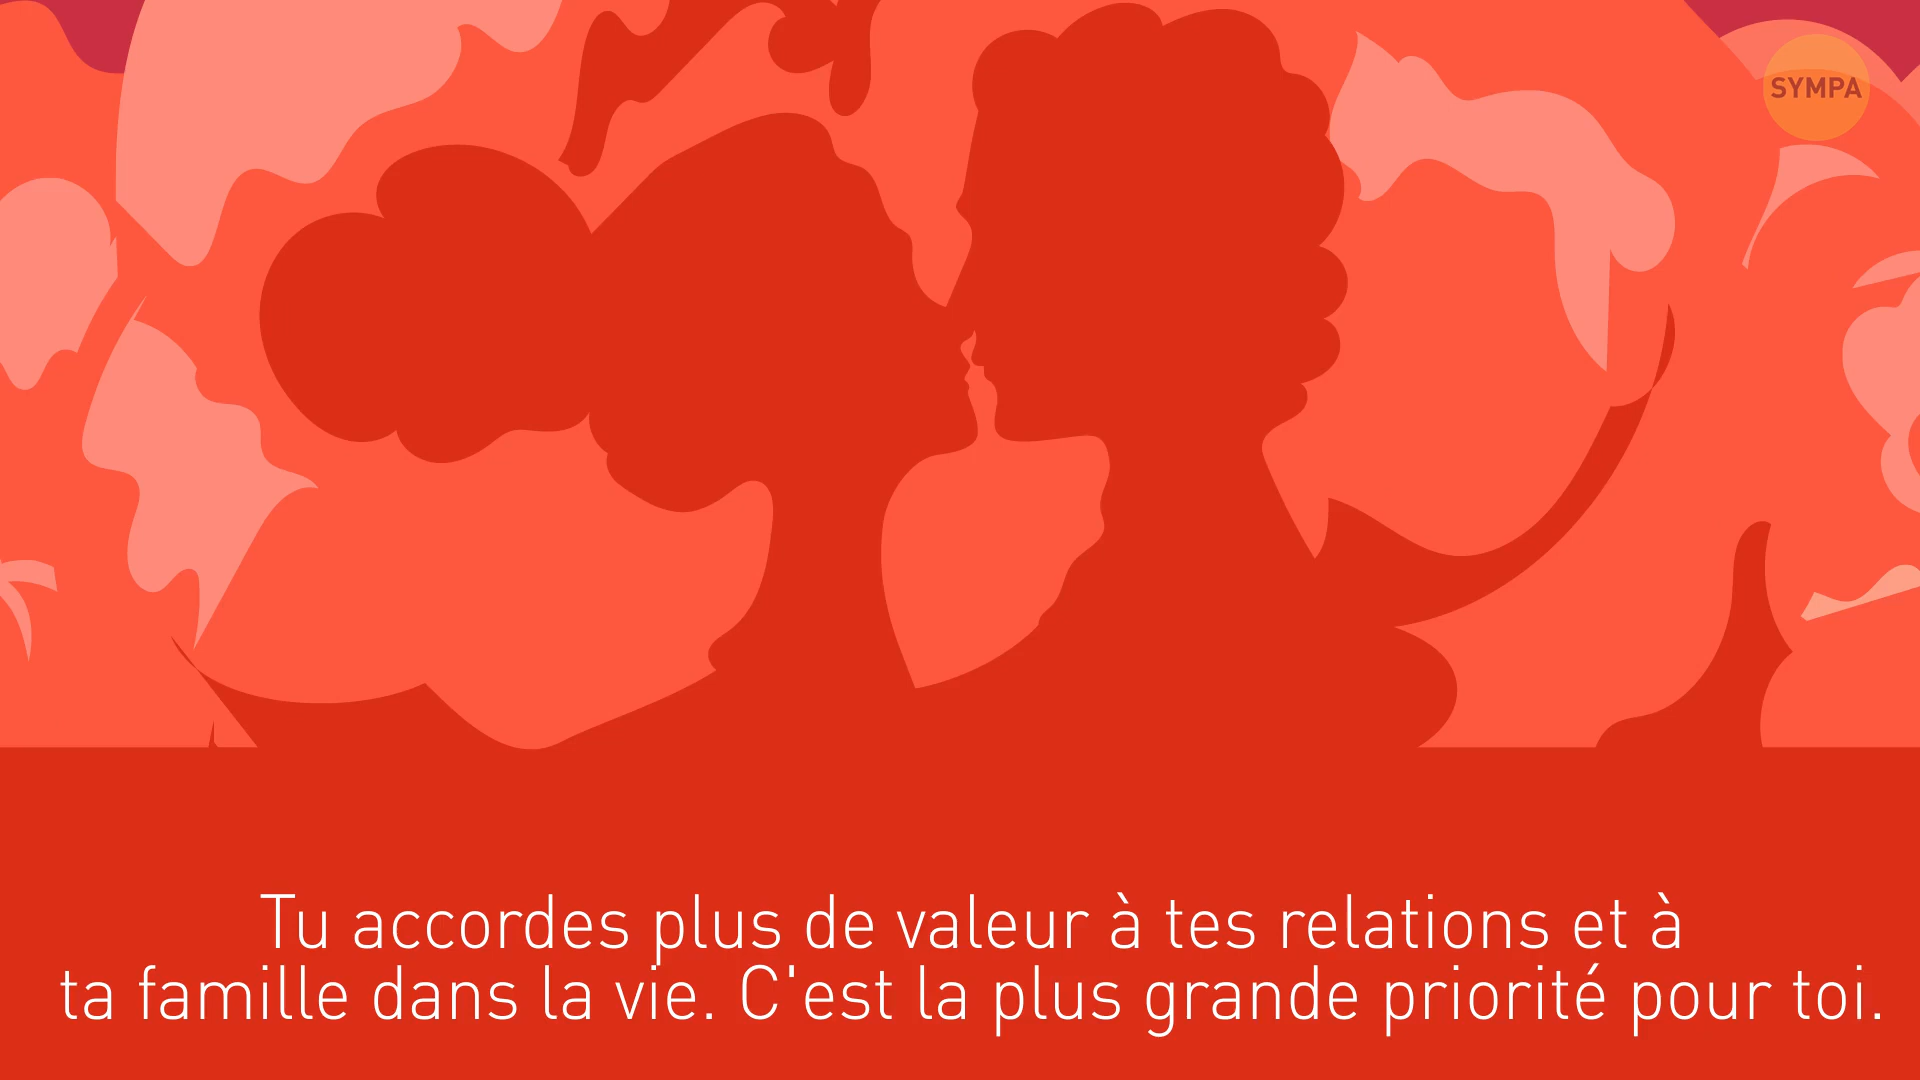 SYMPA
Tu accordes plus de valeur à tes relations et à
ta famille dans la vie. C'est la plus grande priorité pour toi.